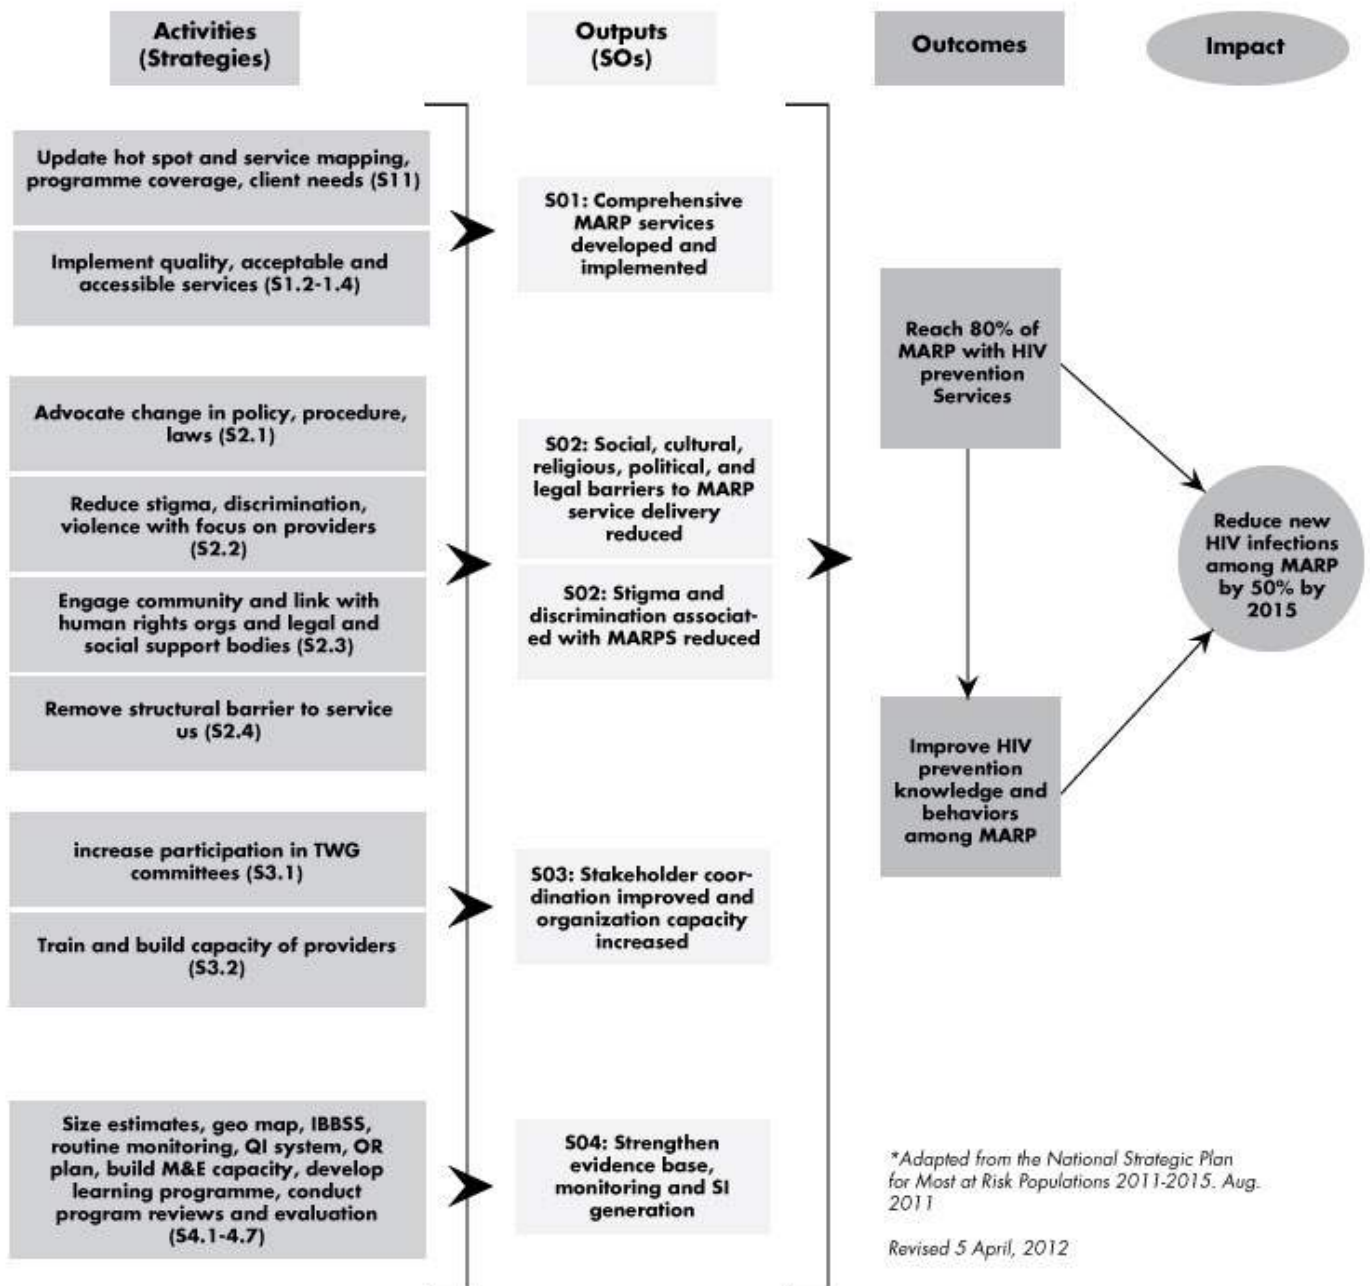 Activities
(Strategies)
Outputs
(SOs)
Outcomes
Impact
Update hot spot and service mapping,
programme coverage, client needs (S11)
Implement quality, acceptable and
accessible services (S1.2-1.4)
S01: Comprehensive
MARP services
developed and
implemented
Advocate change in policy, procedure,
laws (S2.1)
Reduce stigma, discrimination,
violence with focus on providers
(S2.2)
Engage community and link with
human rights orgs and legal and
social support bodies (S2.3)
Remove structural barrier to service
us (S2.4)
S02: Social, cultural,
religious, political, and
legal barriers to MARP
service delivery
reduced
S02: Stigma and
discrimination associat-
ed with MARPS reduced
increase participation in TWG
committees (S3.1)
Train and build capacity of providers
(S3.2)
S03: Stakeholder coor-
dination improved and
organization capacity
increased
Size estimates, geo map, IBBSS,
routine monitoring, QI system, OR
plan, build M&E capacity, develop
learning programme, conduct
program reviews and evaluation
(S4.1-4.7)
S04: Strengthen
evidence base,
monitoring and SI
generation
Reach 80% of
MARP with HIV
prevention
Services
Improve HIV
prevention
knowledge and
behaviors
among MARP
Reduce new
HIV infections
among MARP
by 50% by
2015
*Adapted from the National Strategic Plan
for Most at Risk Populations 2011-2015. Aug.
2011
Revised 5 April, 2012